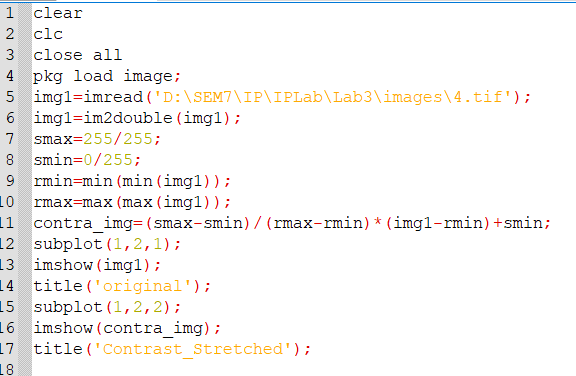 1 clear
2 clc
3 close all
4 pkg load image;
5 img1=imread('D:\SEM7\IP\IPLab\Lab3\images\4.tif');
6 img1=im2double(img1);
7 smax=255/255;
8 smin=0/255;
9 rmin=min(min(img1));
10 rmax=max(max(img1));
11 contra_img=(smax-smin)/(rmax-rmin)*(img1-rmin)+smin;
12 subplot(1,2,1);
13 imshow(img1);
14 title('original');
15 subplot(1,2,2);
16 imshow(contra_img);
17 title('Contrast_Stretched');
18